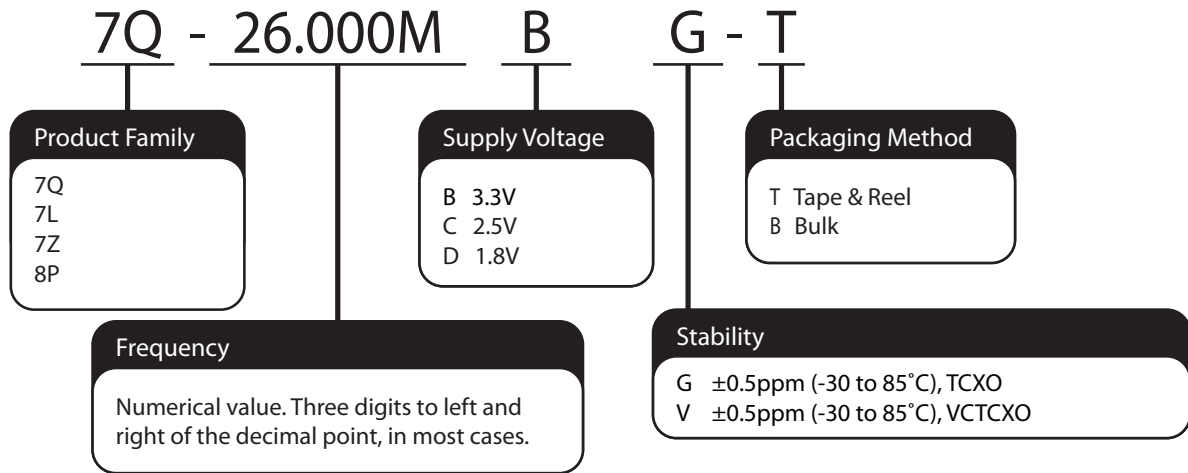 7Q - 26.000M B G - T
Product Family
7Q
7L
7Z
8P
Supply Voltage
B 3.3V
C 2.5V
D 1.8V
Packaging Method
T Tape & Reel
B Bulk
Frequency
Numerical value. Three digits to left and
right of the decimal point, in most cases.
Stability
G ±0.5ppm (-30 to 85˚C), TCXO
V ±0.5ppm (-30 to 85˚C), VCTCXO